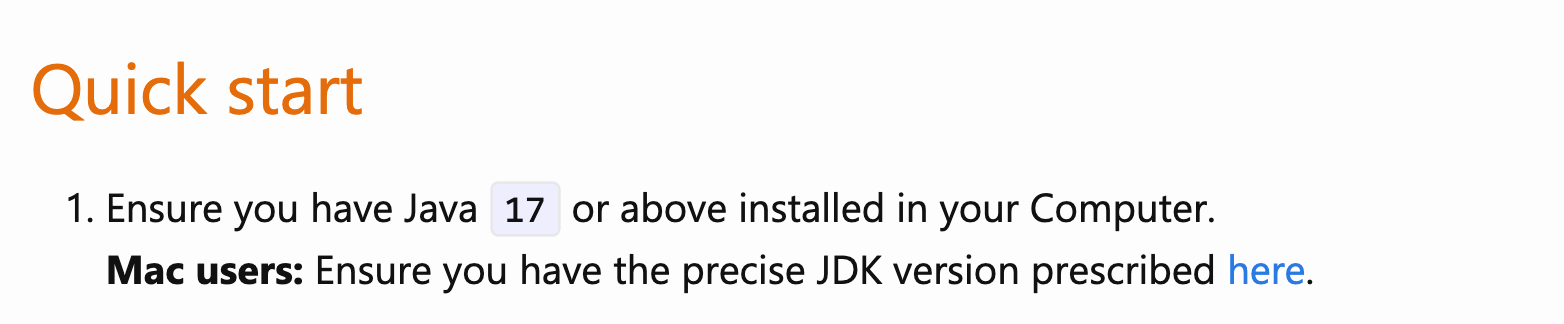 Quick start
1. Ensure you have Java 17 or above installed in your Computer.
Mac users: Ensure you have the precise JDK version prescribed here.